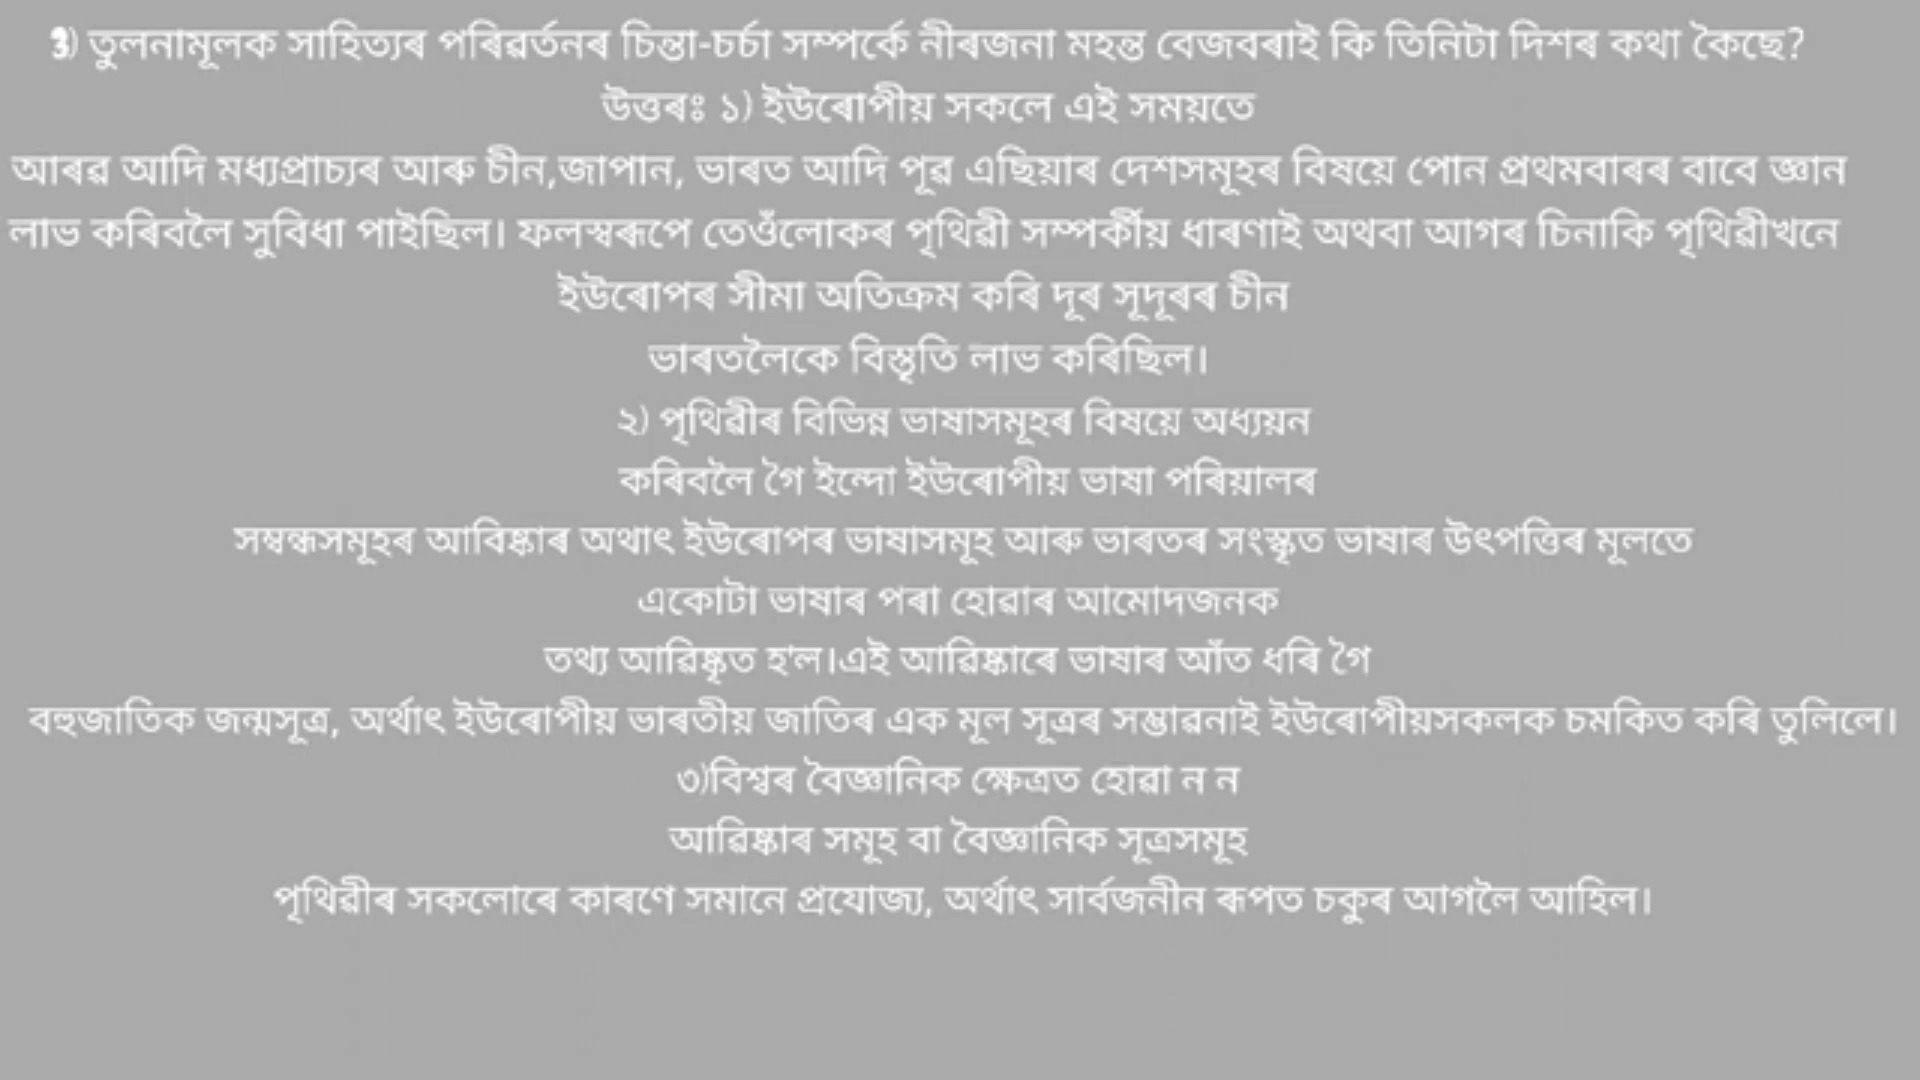 3) তুলনামূলক সাহিত্যৰ পৰিৱৰ্তনৰ চিন্তা-চৰ্চা সম্পৰ্কে নীৰজনা মহন্ত বেজবৰাই কি তিনিটা দিশৰ কথা কৈছে?
উত্তৰঃ ১) ইউৰোপীয় সকলে এই সময়তে
আৰৱ আদি মধ্যপ্ৰাচ্যৰ আৰু চীন,জাপান, ভাৰত আদি পূৱ এছিয়াৰ দেশসমূহৰ বিষয়ে পোন প্ৰথমবাৰৰ বাবে জ্ঞান
লাভ কৰিবলৈ সুবিধা পাইছিল। ফলস্বৰূপে তেওঁলোকৰ পৃথিৱী সম্পৰ্কীয় ধাৰণাই অথবা আগৰ চিনাকি পৃথিৱীখনে
ইউৰোপৰ সীমা অতিক্ৰম কৰি দূৰ সূদূৰৰ চীন
ভাৰতলৈকে বিস্তৃতি লাভ কৰিছিল।
২) পৃথিৱীৰ বিভিন্ন ভাষাসমূহৰ বিষয়ে অধ্যয়ন
কৰিবলৈ গৈ ইন্দো ইউৰোপীয় ভাষা পৰিয়ালৰ
সম্বন্ধসমূহৰ আবিষ্কাৰ অথাৎ ইউৰোপৰ ভাষাসমূহ আৰু ভাৰতৰ সংস্কৃত ভাষাৰ উৎপত্তিৰ মূলতে
একোটা ভাষাৰ পৰা হোৱাৰ আমোদজনক
তথ্য আৱিষ্কৃত হ'ল।এই আৱিষ্কাৰে ভাষাৰ আঁত ধৰি গৈ
বহুজাতিক জন্মসূত্ৰ, অৰ্থাৎ ইউৰোপীয় ভাৰতীয় জাতিৰ এক মূল সূত্ৰৰ সম্ভাৱনাই ইউৰোপীয়সকলক চমকিত কৰি তুলিলে।
৩)বিশ্বৰ বৈজ্ঞানিক ক্ষেত্ৰত হোৱা ন ন
আৱিষ্কাৰ সমূহ বা বৈজ্ঞানিক সূত্ৰসমূহ
পৃথিৱীৰ সকলোৰে কাৰণে সমানে প্ৰযোজ্য, অৰ্থাৎ সাৰ্বজনীন ৰূপত চকুৰ আগলৈ আহিল।